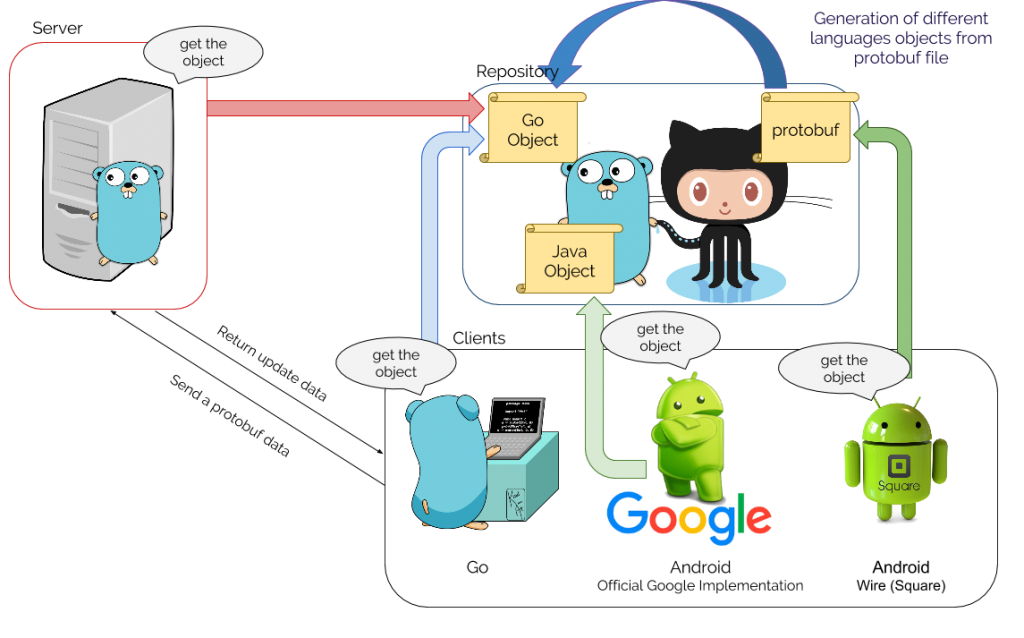 Server
get the
object
Generation of different
languages objects from
protobuf file
Repository
Go
Object
protobuf
Java
Object
Return update data
Send a protobuf data
Clients
get the
object
get the
object
get the
object
Square
Google
Go
Android
Official Google Implementation
Android
Wire (Square)